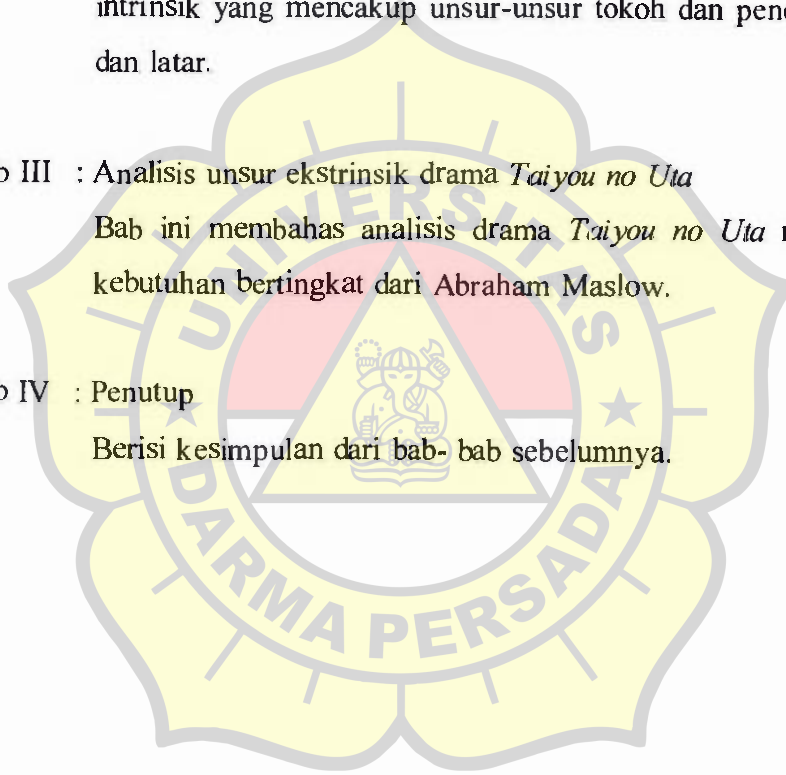 intrinsik yang mencakup unsur-unsur tokoh dan
dan latar.
III : Analisis unsur ekstrinsik drama Taiyou no Uta
Bab ini membahas analisis drama Taiyou no Uta
kebutuhan bertingkat dari Abraham Maslow.
IV : Penutup
Berisi kesimpulan dari bab- bab sebelumnya.
UNIVERSITAS
DARMA PERSADA